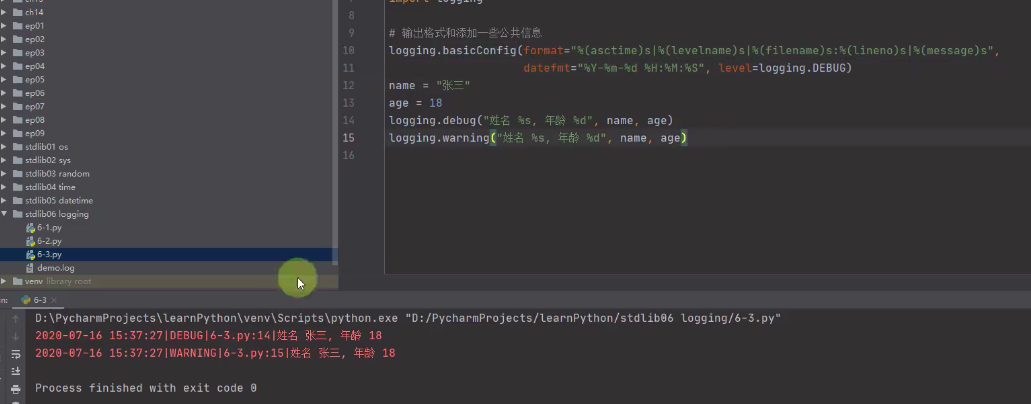 ch14
ep01
ep02
ep03
ep04
ep05
ep06
ep07
ep08
ep09
stdlib01 os
stdlib02 sys
stdlib03 random
stdlib04 time
stdlib05 datetime
stdlib06 logging
6-1.py
6-2.py
6-3.py
demo.log
venv library root
import logging
8
9 # 输出格式和添加一些公共信息
10 logging.basicConfig(format="%(asctime)s|%(levelname)s|%(filename)s:%(lineno)s|%(message)s",
11 datefmt="%Y-%m-%d %H:%M:%S", level=logging.DEBUG)
12 name = "张三"
13 age = 18
14 logging.debug("姓名 %s, 年龄 %d", name, age)
15 logging.warning("姓名 %s, 年龄 %d", name, age)
16
6-3
D:\PycharmProjects\learnPython\venv\Scripts\python.exe "D:/PycharmProjects/learnPython/stdlib06 logging/6-3.py"
2020-07-16 15:37:27|DEBUG|6-3.py:14|姓名 张三, 年龄 18
2020-07-16 15:37:27|WARNING|6-3.py:15|姓名 张三, 年龄 18
Process finished with exit code 0